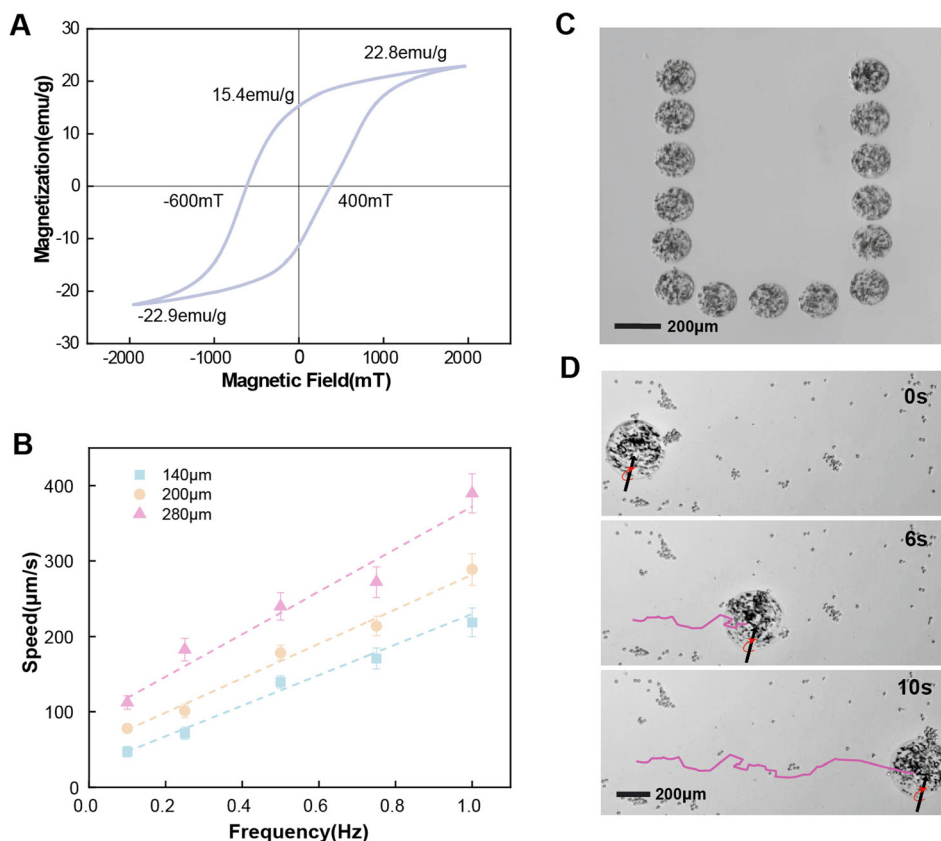 A
Magnetization(emu/g)
30
20
10
0
-10
-20
-30
22.8emu/g
15.4emu/g
-600mT
400mT
-22.9emu/g
-2000
-1000
0
1000
2000
Magnetic Field(mT)
B
Speed(μm/s)
400
300
200
100
0
140μm
200μm
280μm
0.0
0.2
0.4
0.6
0.8
1.0
Frequency(Hz)
C
200μm
D
0s
6s
10s
200μm